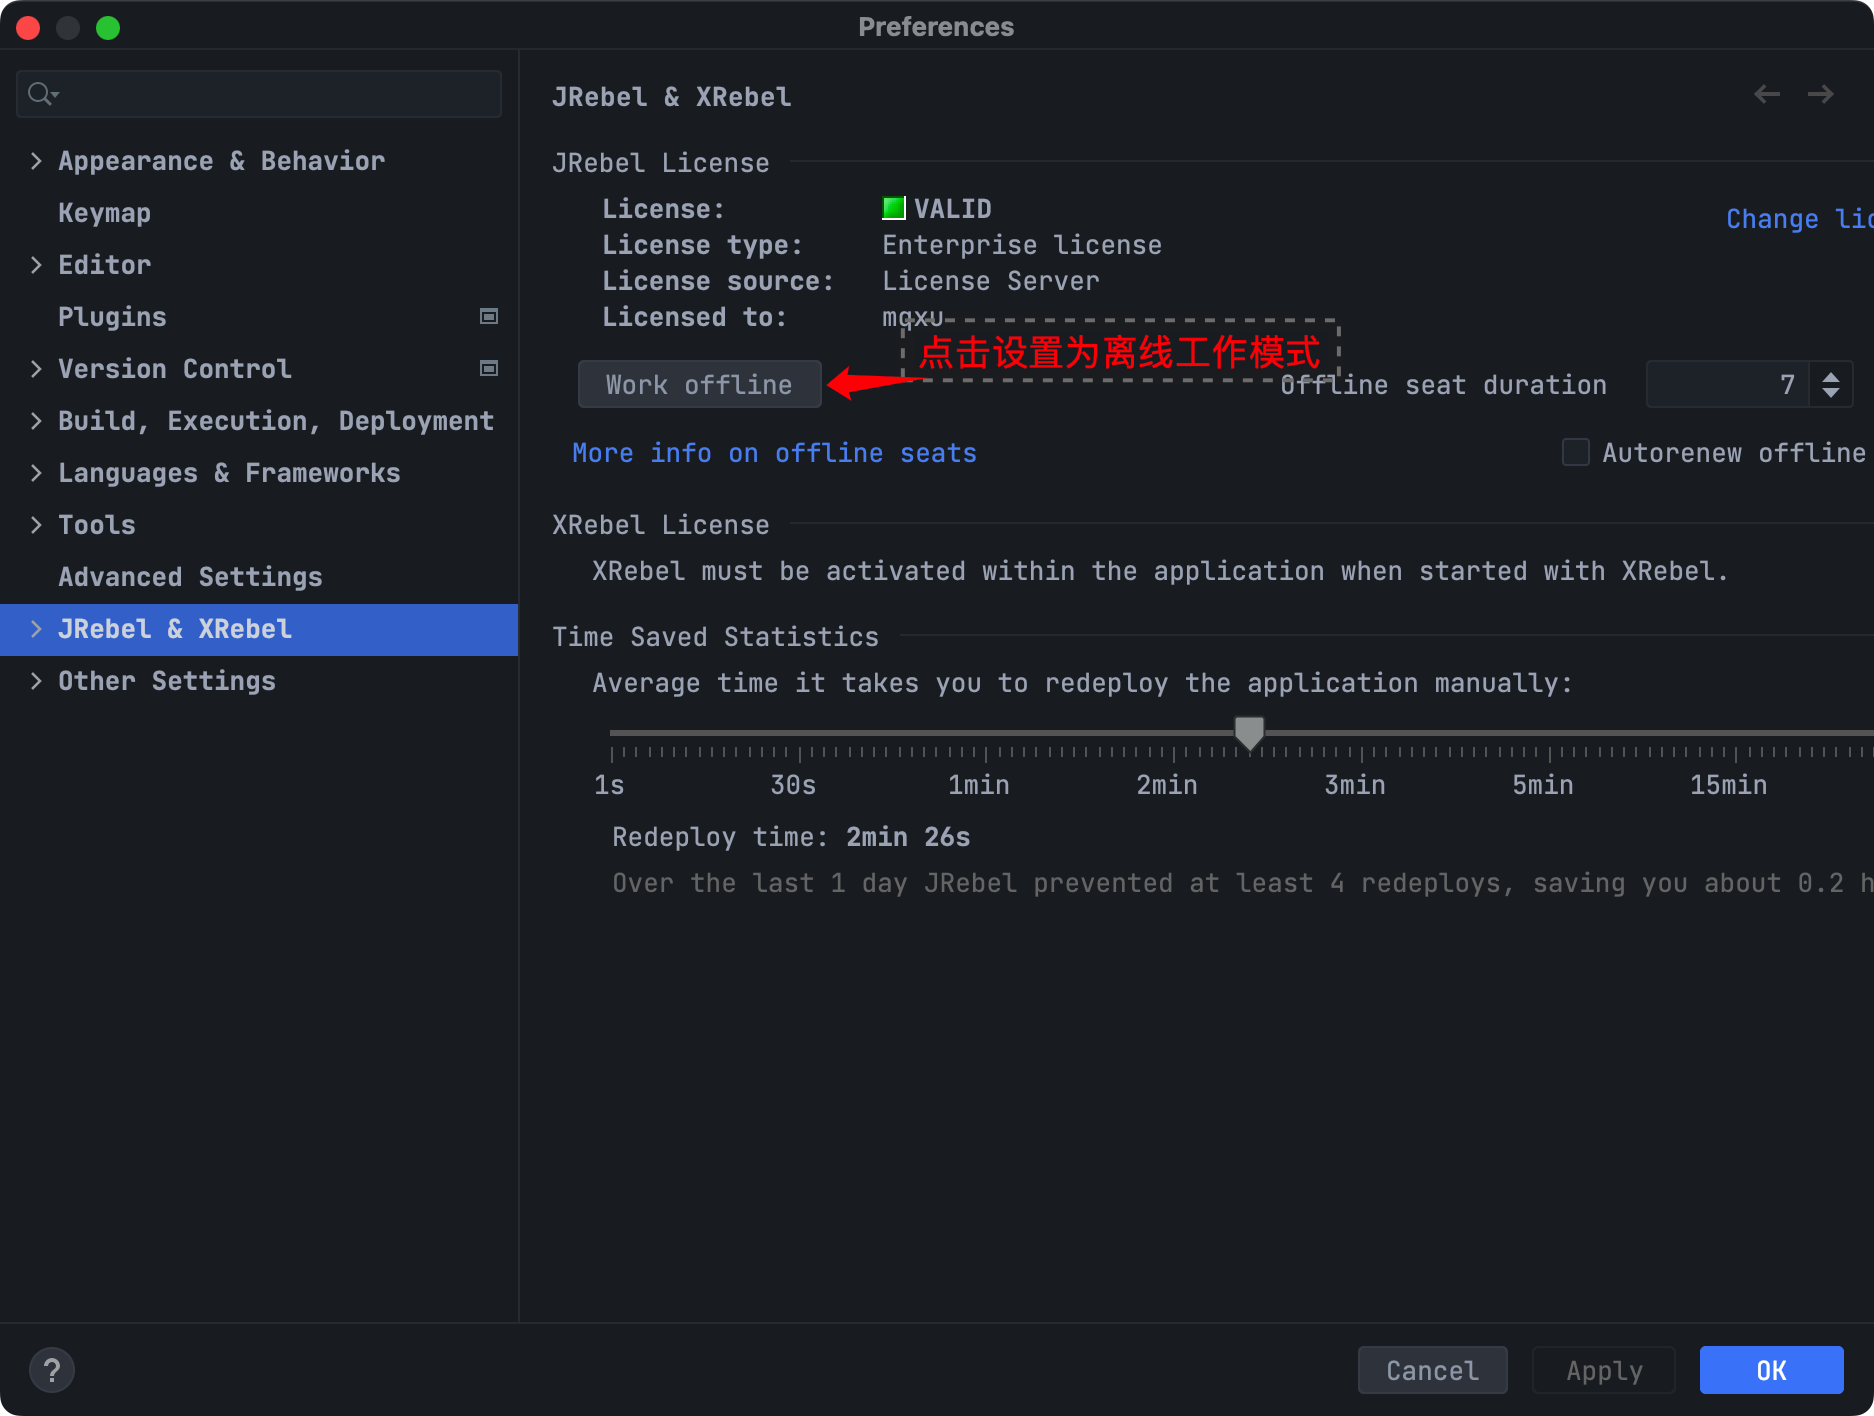 Preferences
Appearance & Behavior
Keymap
Editor
Plugins
Version Control
Build, Execution, Deployment
Languages & Frameworks
Tools
Advanced Settings
JRebel & XRebel
Other Settings
JRebel & XRebel
JRebel License
License: VALID
Change lic
License type: Enterprise license
License source: License Server
Licensed to: mqxu
点击设置为离线工作模式
Work offline
Offline seat duration 7
More info on offline seats
Autorenew offline
XRebel License
XRebel must be activated within the application when started with XRebel.
Time Saved Statistics
Average time it takes you to redeploy the application manually:
1s 30s 1min 2min 3min 5min 15min
Redeploy time: 2min 26s
Over the last 1 day JRebel prevented at least 4 redeploys, saving you about 0.2 h
?
Cancel Apply OK